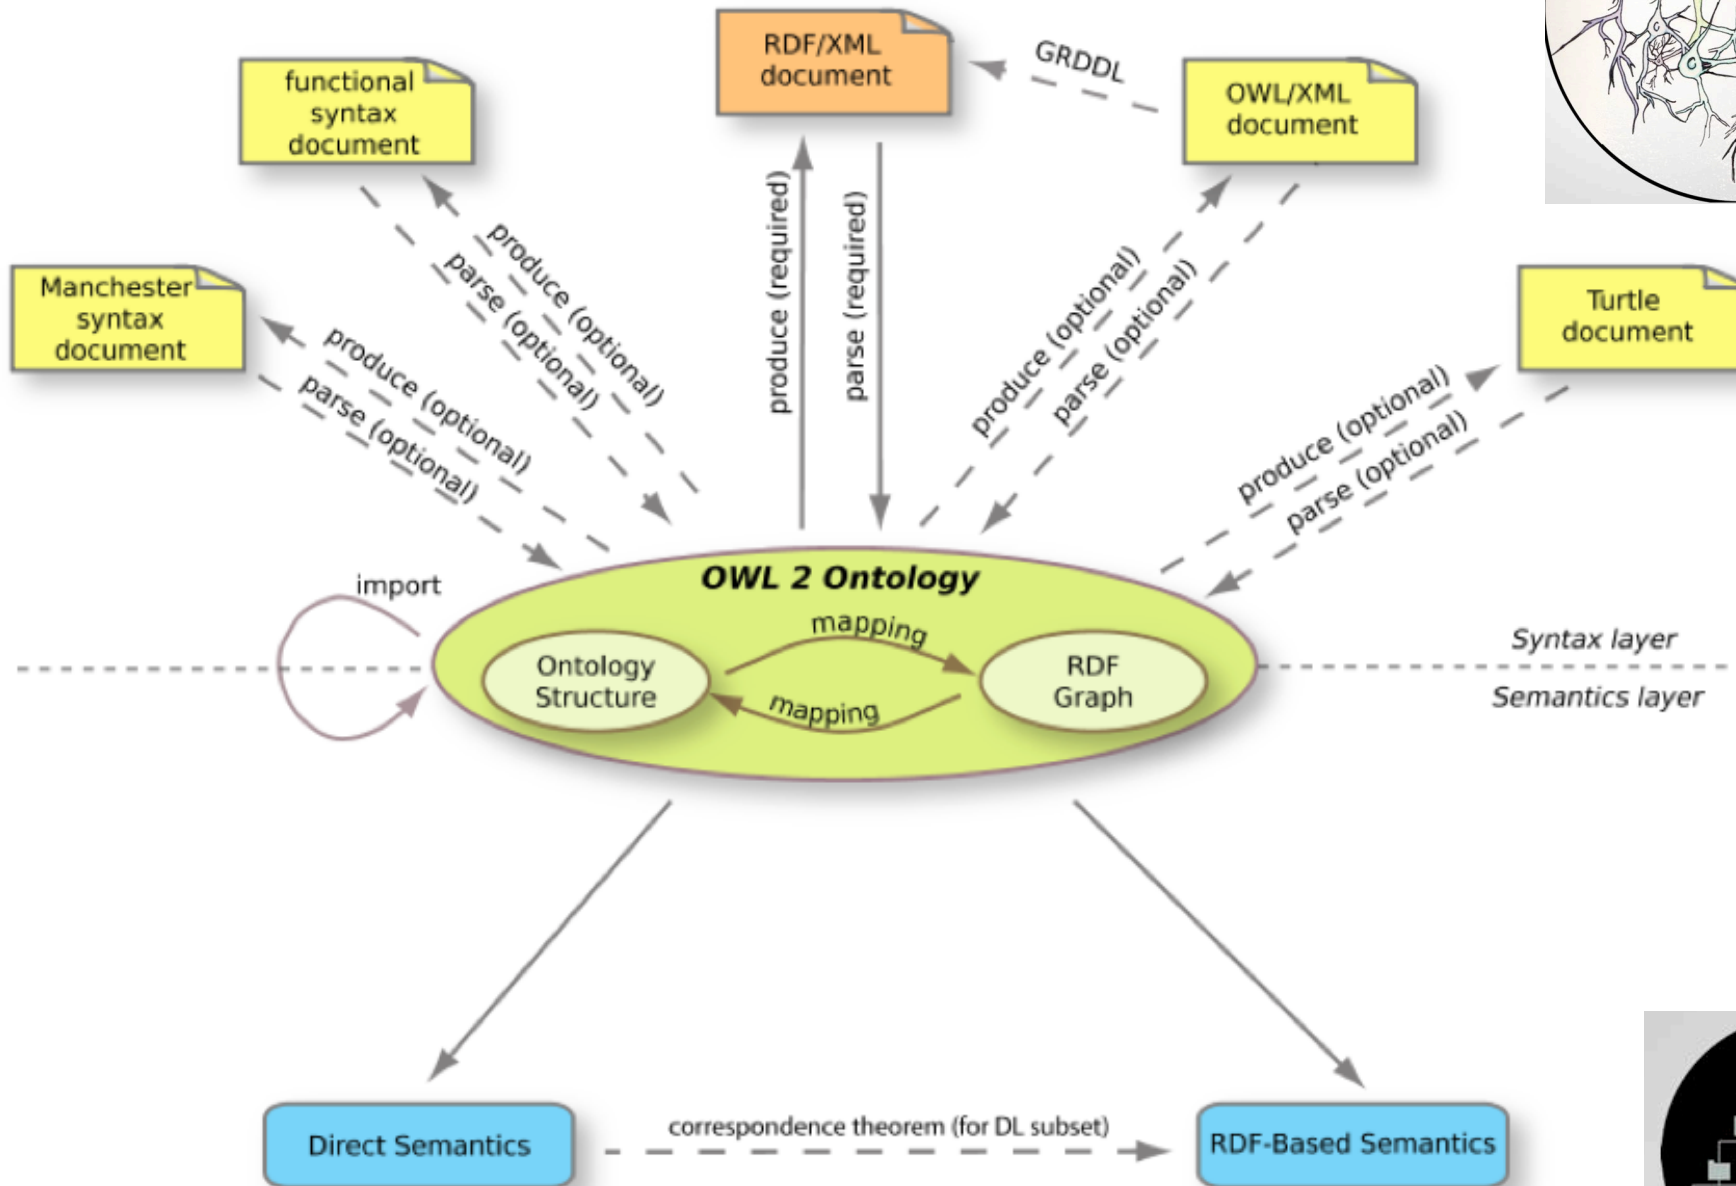 RDF/XML
document
GRDDL
functional
syntax
document
OWL/XML
document
Manchester
syntax
document
Turtle
document
produce (optional)
parse (optional)
produce (optional)
parse (optional)
produce (required)
parse (required)
produce (optional)
parse (optional)
produce (optional)
parse (optional)
import
OWL 2 Ontology
mapping
Ontology
Structure
RDF
Graph
mapping
Syntax layer
Semantics layer
Direct Semantics
correspondence theorem (for DL subset)
RDF-Based Semantics